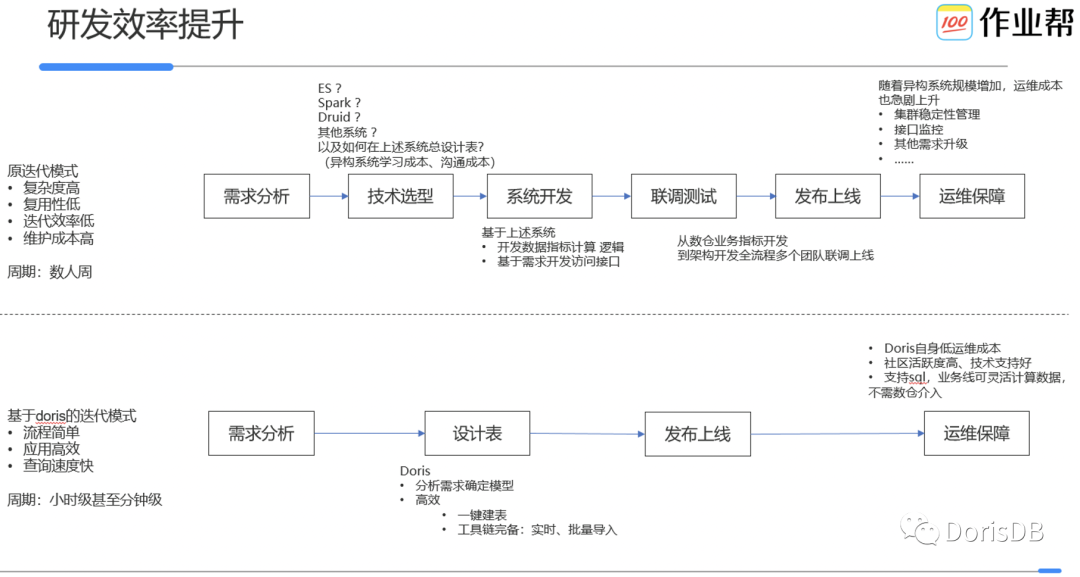 研发效率提升
100 作业帮
ES？
Spark？
Druid？
其他系统？
以及如何在上述系统总设计表?
（异构系统学习成本、沟通成本）
随着异构系统规模增加，运维成本
也急剧上升
• 集群稳定性管理
• 接口监控
• 其他需求升级
• ......
原迭代模式
• 复杂度高
• 复用性低
• 迭代效率低
• 维护成本高
周期：数人周
需求分析
技术选型
系统开发
联调测试
发布上线
运维保障
基于上述系统
• 开发数据指标计算 逻辑
• 基于需求开发访问接口
从数仓业务指标开发
到架构开发全流程多个团队联调上线
• Doris自身低运维成本
• 社区活跃度高、技术支持好
• 支持sql，业务线可灵活计算数据，
不需数仓介入
基于doris的迭代模式
• 流程简单
• 应用高效
• 查询速度快
周期：小时级甚至分钟级
需求分析
设计表
发布上线
运维保障
Doris
• 分析需求确定模型
• 高效
• 一键建表
• 工具链完备：实时、批量导入
DorisDB